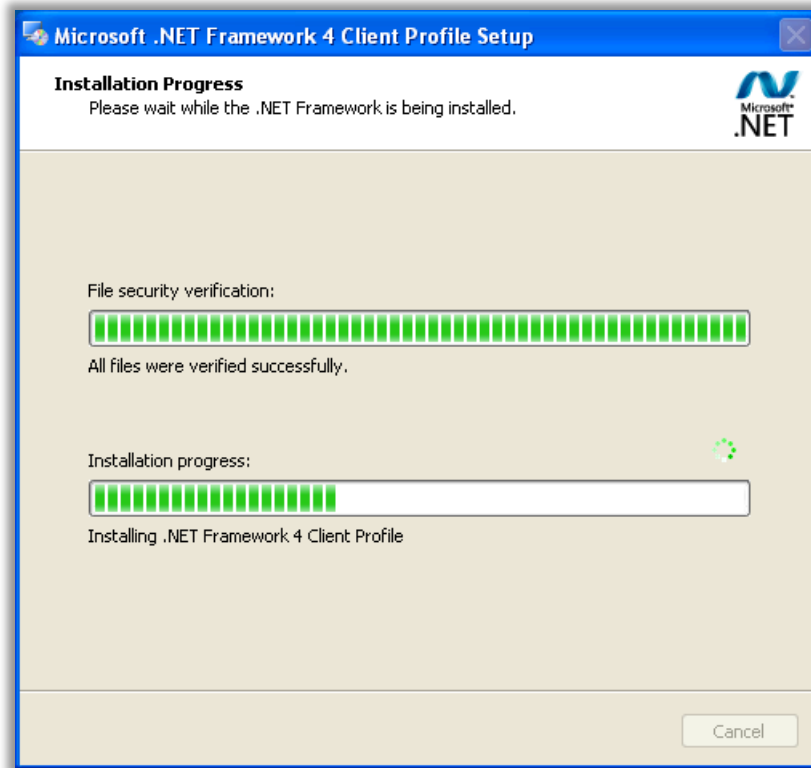 Microsoft .NET Framework 4 Client Profile Setup
Installation Progress
Please wait while the .NET Framework is being installed.
Microsoft®
.NET
File security verification:
All files were verified successfully.
Installation progress:
Installing .NET Framework 4 Client Profile
Cancel